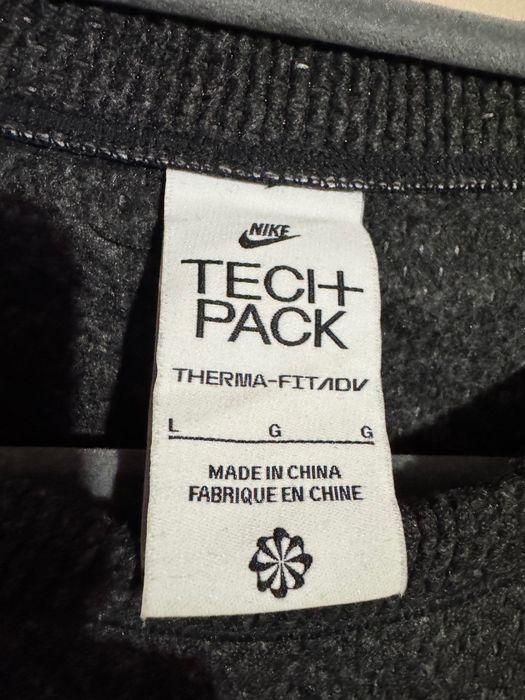 NIKE
TECH
PACK
THERMA-FIT ADV
L G G
MADE IN CHINA
FABRIQUE EN CHINE